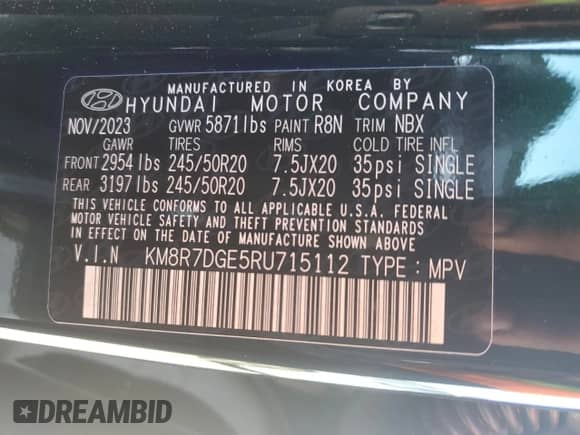 MANUFACTURED IN KOREA BY
HYUNDAI MOTOR COMPANY
NOV/2023 GVWR 5871lbs PAINT R8N TRIM NBX
GAWR TIRES RIMS COLD TIRE INFL
FRONT 2954lbs 245/50R20 7.5JX20 35psi SINGLE
REAR 3197lbs 245/50R20 7.5JX20 35psi SINGLE
THIS VEHICLE CONFORMS TO ALL APPLICABLE U.S.A. FEDERAL
MOTOR VEHICLE SAFETY AND THEFT PREVENTION STANDARDS
IN EFFECT ON THE DATE OF MANUFACTURE SHOWN ABOVE.
V.I.N KM8R7DGE5RU715112 TYPE : MPV
DREAMBID